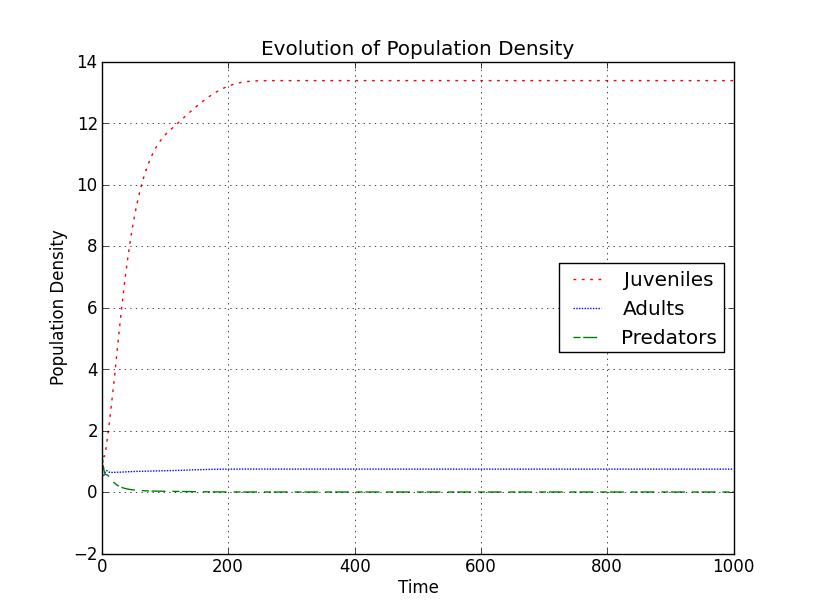 Evolution of Population Density
14
12
10
8
6
4
2
0
−2
Population Density
Juveniles
Adults
Predators
0 200 400 600 800 1000
Time